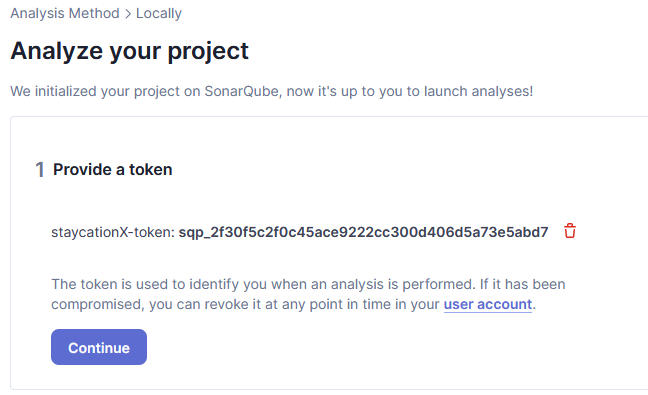 Analysis Method > Locally
Analyze your project
We initialized your project on SonarQube, now it's up to you to launch analyses!
1 Provide a token
staycationX-token: sqp_2f30f5c2f0c45ace9222cc300d406d5a73e5abd7
The token is used to identify you when an analysis is performed. If it has been
compromised, you can revoke it at any point in time in your user account.
Continue